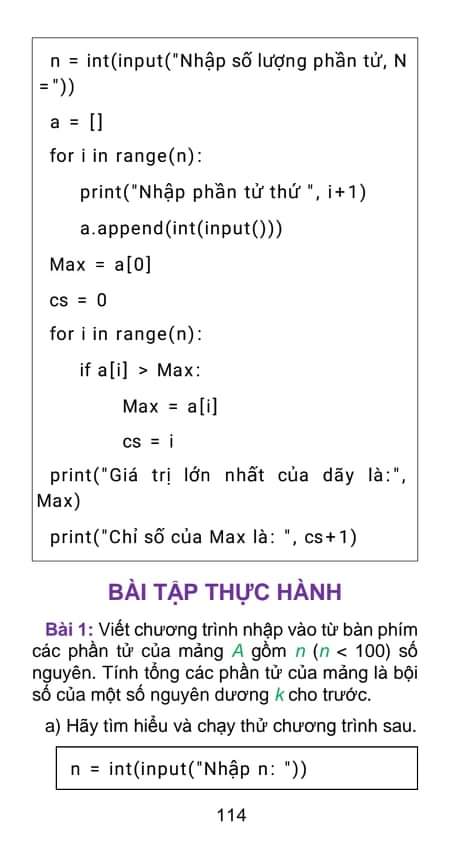 n = int(input("Nhập số lượng phần tử, N
="))
a = []
for i in range(n):
print("Nhập phần tử thứ ", i+1)
a.append(int(input()))
Max = a[0]
cs = 0
for i in range(n):
if a[i] > Max:
Max = a[i]
cs = i
print("Giá trị lớn nhất của dãy là:",
Max)
print("Chỉ số của Max là: ", cs+1)
BÀI TẬP THỰC HÀNH
Bài 1: Viết chương trình nhập vào từ bàn phím
các phần tử của mảng A gồm n (n < 100) số
nguyên. Tính tổng các phần tử của mảng là bội
số của một số nguyên dương k cho trước.
a) Hãy tìm hiểu và chạy thử chương trình sau.
n = int(input("Nhập n: "))
114